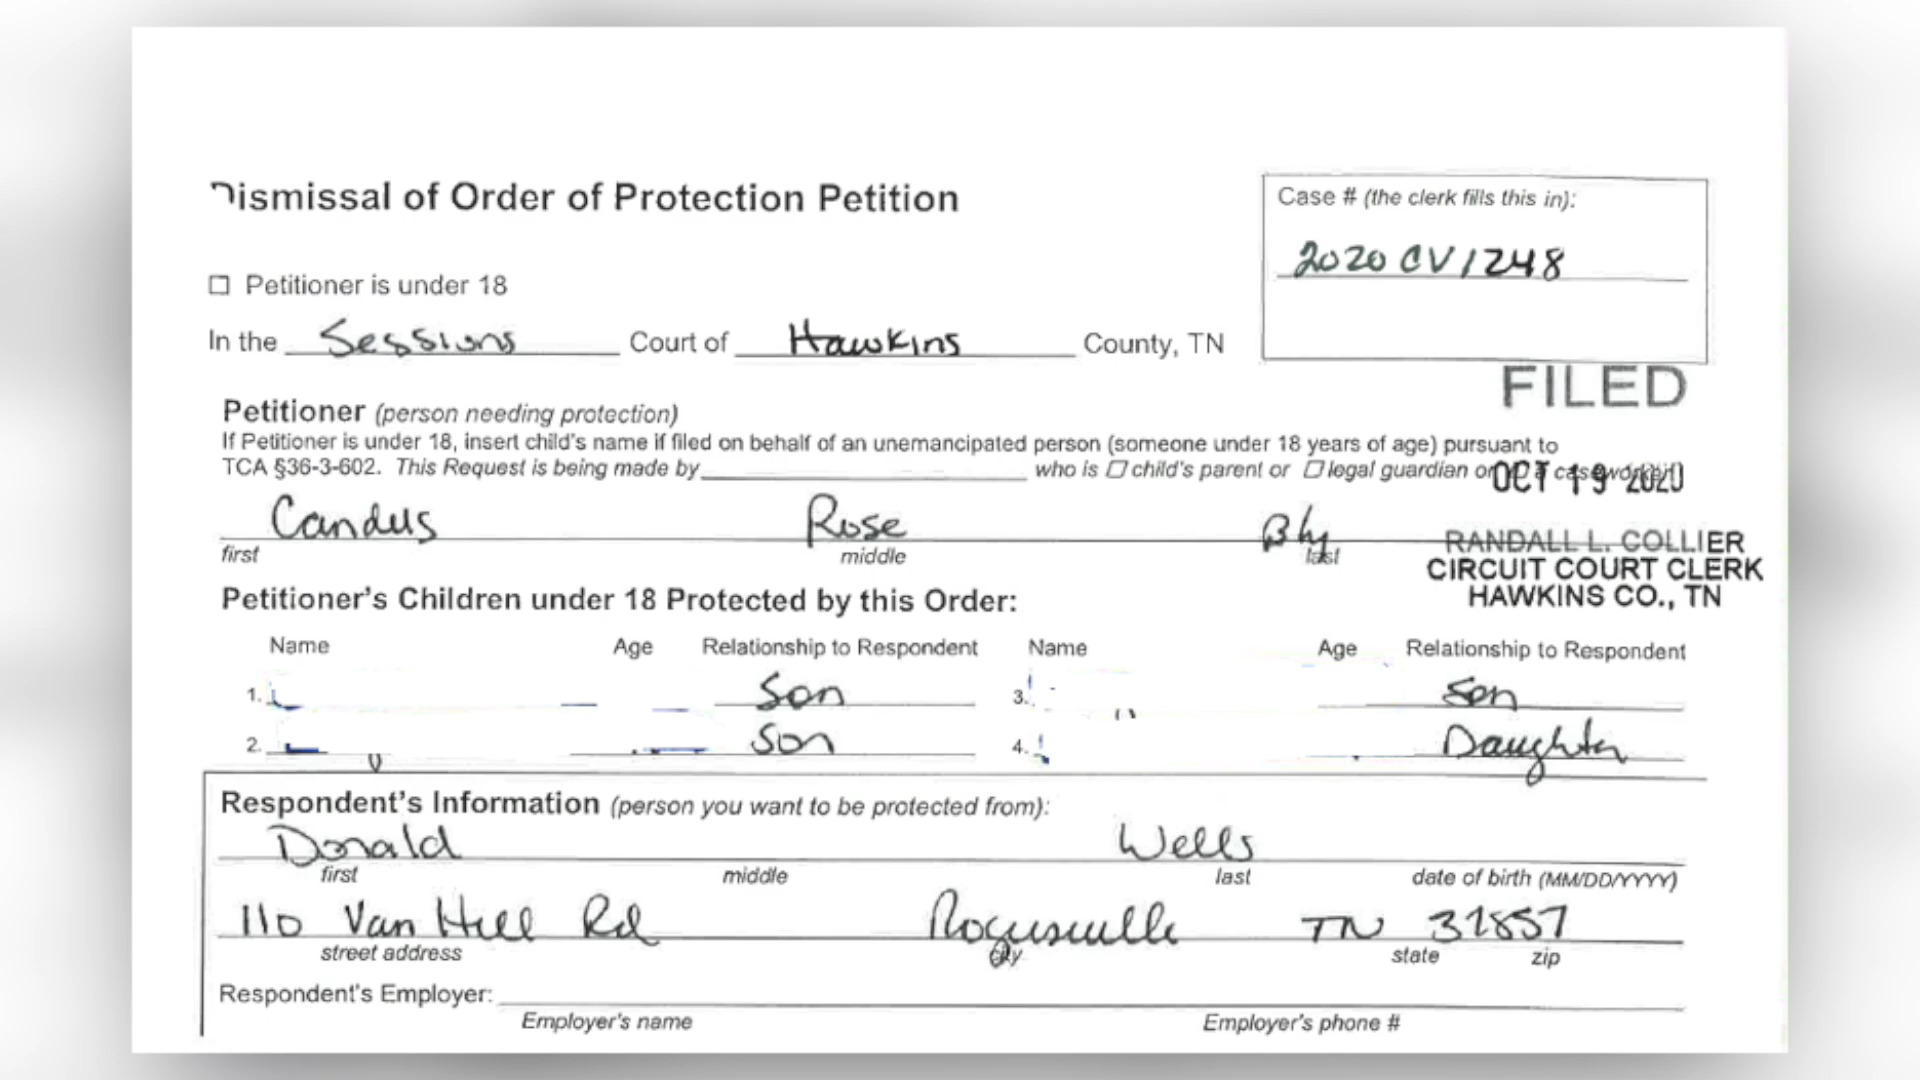 Dismissal of Order of Protection Petition
Case # (the clerk fills this in):
2020 CV 1248
Petitioner is under 18
In the Sessions Court of Hawkins County, TN
FILED
Petitioner (person needing protection)
If Petitioner is under 18, insert child's name if filed on behalf of an unemancipated person (someone under 18 years of age) pursuant to
TCA §36-3-602. This Request is being made by who is child's parent or legal guardian or a caseworker
OCT 19 2020
Candus Rose Bly
first middle last
RANDALL L. COLLIER
CIRCUIT COURT CLERK
HAWKINS CO., TN
Petitioner's Children under 18 Protected by this Order:
Name Age Relationship to Respondent Name Age Relationship to Respondent
1. Son 3. Son
2. Son 4. Daughter
Respondent's Information (person you want to be protected from):
Donald Wells
first middle last date of birth (MM/DD/YYYY)
110 Van Hill Rd TN 37857
street address city state zip
Respondent's Employer:
Employer's name Employer's phone #